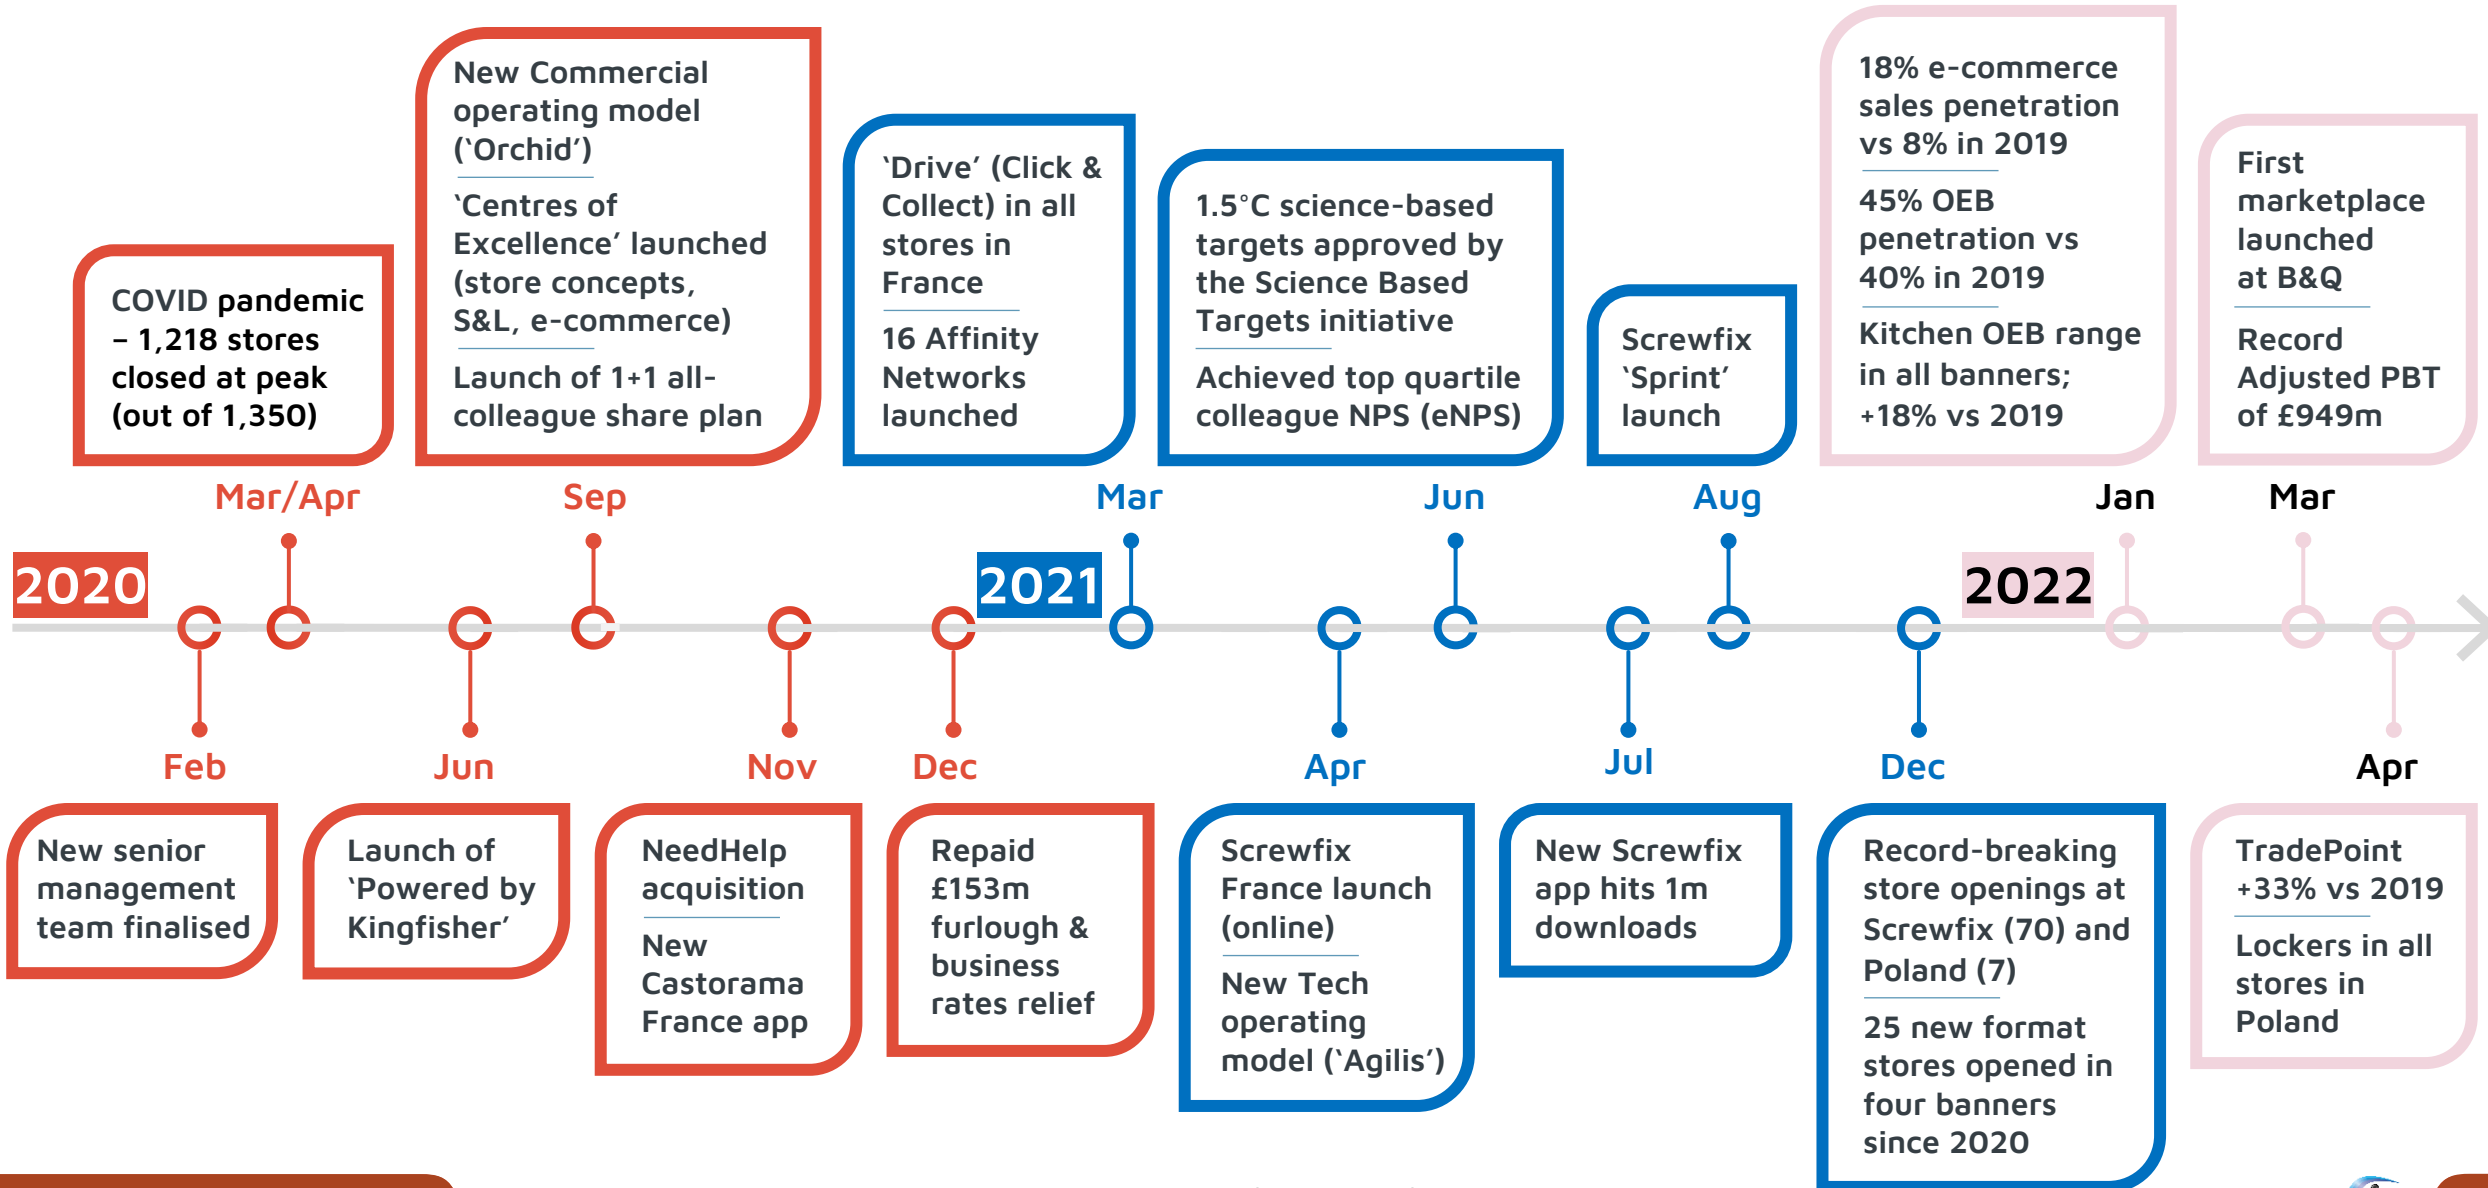 New Commercial
operating model
(‘Orchid’)
‘Centres of
Excellence’ launched
(store concepts,
S&L, e-commerce)
Launch of 1+1 all-
colleague share plan
COVID pandemic
– 1,218 stores
closed at peak
(out of 1,350)
‘Drive’ (Click &
Collect) in all
stores in
France
16 Affinity
Networks
launched
1.5°C science-based
targets approved by
the Science Based
Targets initiative
Achieved top quartile
colleague NPS (eNPS)
Screwfix
‘Sprint’
launch
18% e-commerce
sales penetration
vs 8% in 2019
45% OEB
penetration vs
40% in 2019
Kitchen OEB range
in all banners;
+18% vs 2019
First
marketplace
launched
at B&Q
Record
Adjusted PBT
of £949m
Mar/Apr
Sep
Mar
Jun
Aug
Jan
Mar
2020
2021
2022
Feb
Jun
Nov
Dec
Apr
Jul
Dec
Apr
New senior
management
team finalised
Launch of
‘Powered by
Kingfisher’
NeedHelp
acquisition
New
Castorama
France app
Repaid
£153m
furlough &
business
rates relief
Screwfix
France launch
(online)
New Tech
operating
model (‘Agilis’)
New Screwfix
app hits 1m
downloads
Record-breaking
store openings at
Screwfix (70) and
Poland (7)
25 new format
stores opened in
four banners
since 2020
TradePoint
+33% vs 2019
Lockers in all
stores in
Poland